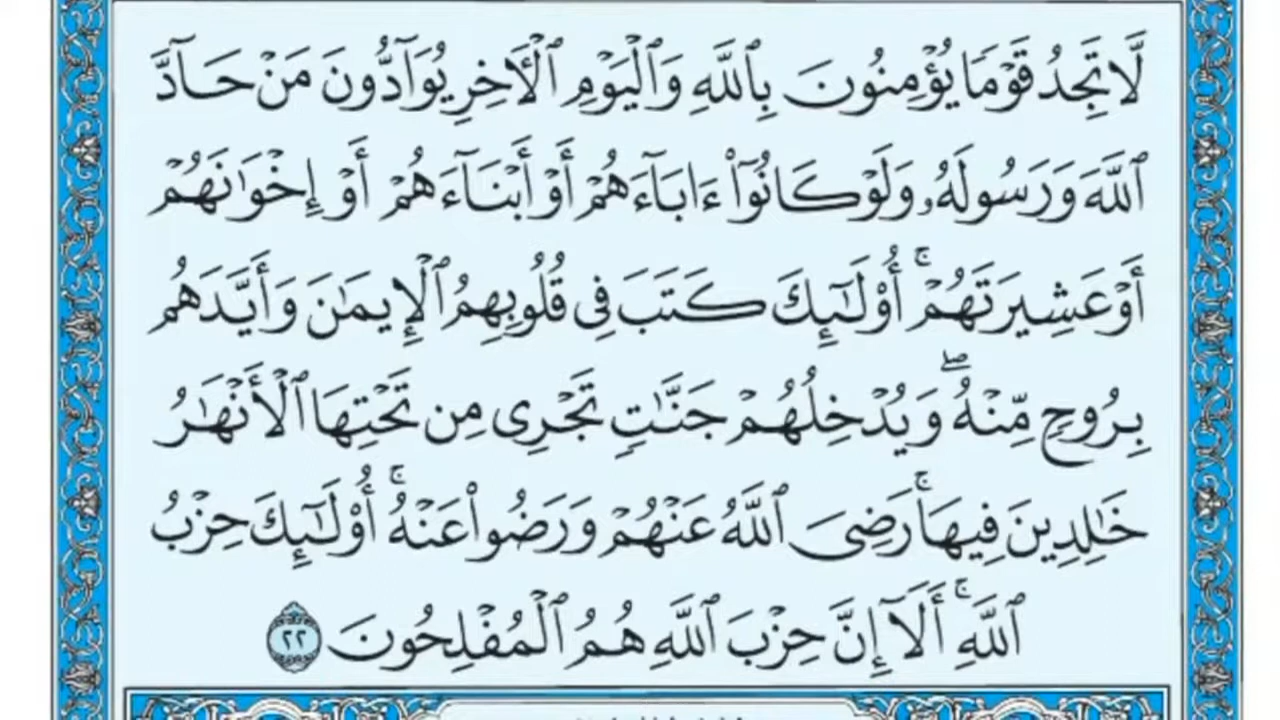 لَّا تَجِدُ قَوْمًا يُؤْمِنُونَ بِٱللَّهِ وَٱلْيَوْمِ ٱلْأَخِرِ يُوَآدُّونَ مَنْ حَآدَّ
ٱللَّهَ وَرَسُولَهُۥ وَلَوْ كَانُوٓا۟ ءَابَآءَهُمْ أَوْ أَبْنَآءَهُمْ أَوْ إِخْوَٰنَهُمْ
أَوْ عَشِيرَتَهُمْ ۚ أُو۟لَـٰٓئِكَ كَتَبَ فِى قُلُوبِهِمُ ٱلْإِيمَـٰنَ وَأَيَّدَهُم
بِرُوحٍ مِّنْهُ ۖ وَيُدْخِلُهُمْ جَنَّـٰتٍ تَجْرِى مِن تَحْتِهَا ٱلْأَنْهَـٰرُ
خَـٰلِدِينَ فِيهَا ۚ رَضِىَ ٱللَّهُ عَنْهُمْ وَرَضُوا۟ عَنْهُ ۚ أُو۟لَـٰٓئِكَ حِزْبُ
ٱللَّهِ ۚ أَلَآ إِنَّ حِزْبَ ٱللَّهِ هُمُ ٱلْمُفْلِحُونَ ٢٢